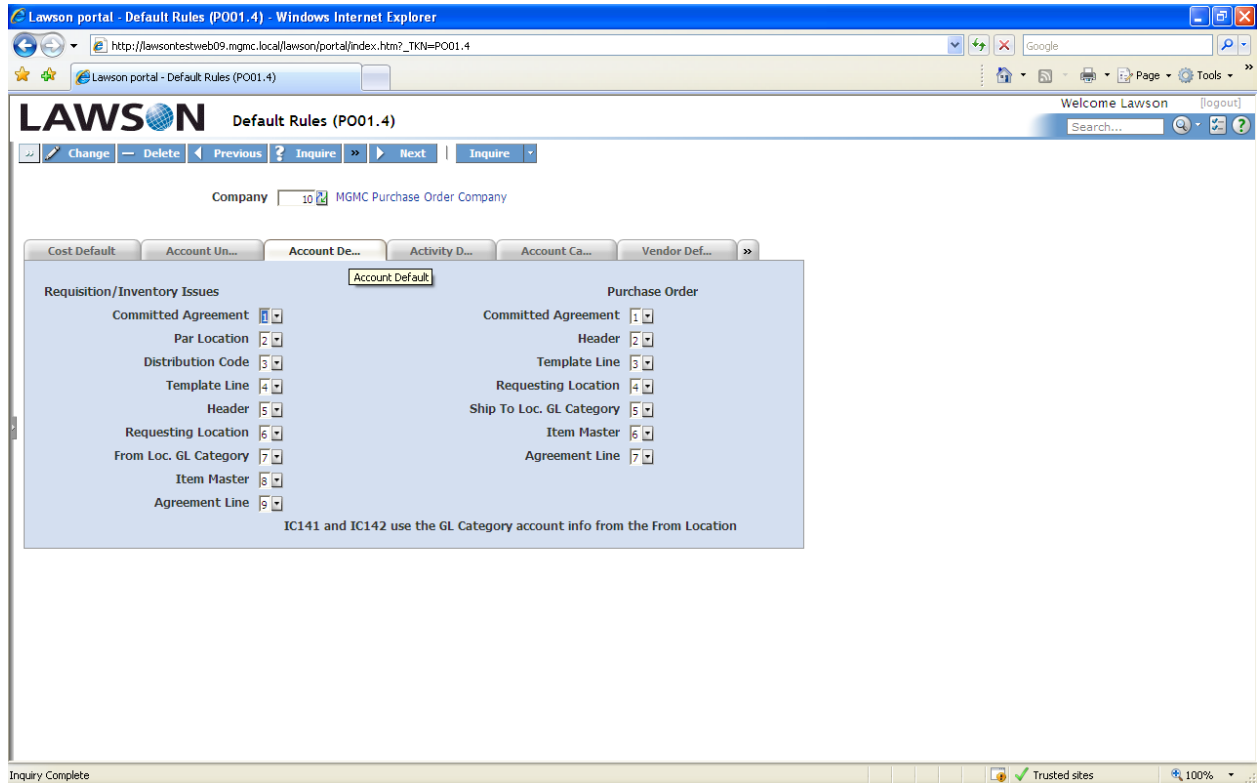 Lawson portal - Default Rules (PO01.4) - Windows Internet Explorer
http://lawsontestweb09.mgmc.local/lawson/portal/index.htm?_TKN=PO01.4
Google
Lawson portal - Default Rules (PO01.4)
Page Tools »
LAWSON Default Rules (PO01.4) Welcome Lawson [logout]
Search...
Change Delete Previous Inquire » Next | Inquire
Company 10 MGMC Purchase Order Company
Cost Default Account Un... Account De... Activity D... Account Ca... Vendor Def... »
Account Default
Requisition/Inventory Issues Purchase Order
Committed Agreement 1 Committed Agreement 1
Par Location 2 Header 2
Distribution Code 3 Template Line 3
Template Line 4 Requesting Location 4
Header 5 Ship To Loc. GL Category 5
Requesting Location 6 Item Master 6
From Loc. GL Category 7 Agreement Line 7
Item Master 8
Agreement Line 9
IC141 and IC142 use the GL Category account info from the From Location
Inquiry Complete Trusted sites 100%